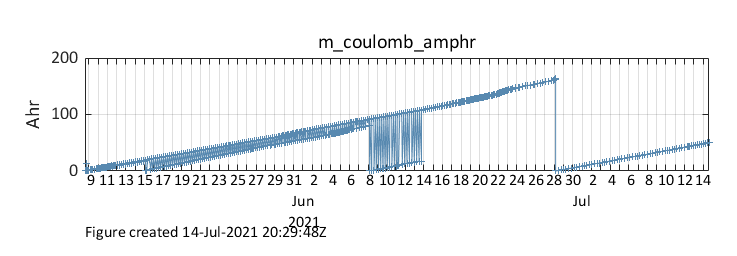 m_coulomb_amphr
200
100
0
Ahr
9 11 13 15 17 19 21 23 25 27 29 31 2 4 6 8 10 12 14 16 18 20 22 24 26 28 30 2 4 6 8 10 12 14
Jun Jul
2021
Figure created 14-Jul-2021 20:29:48Z